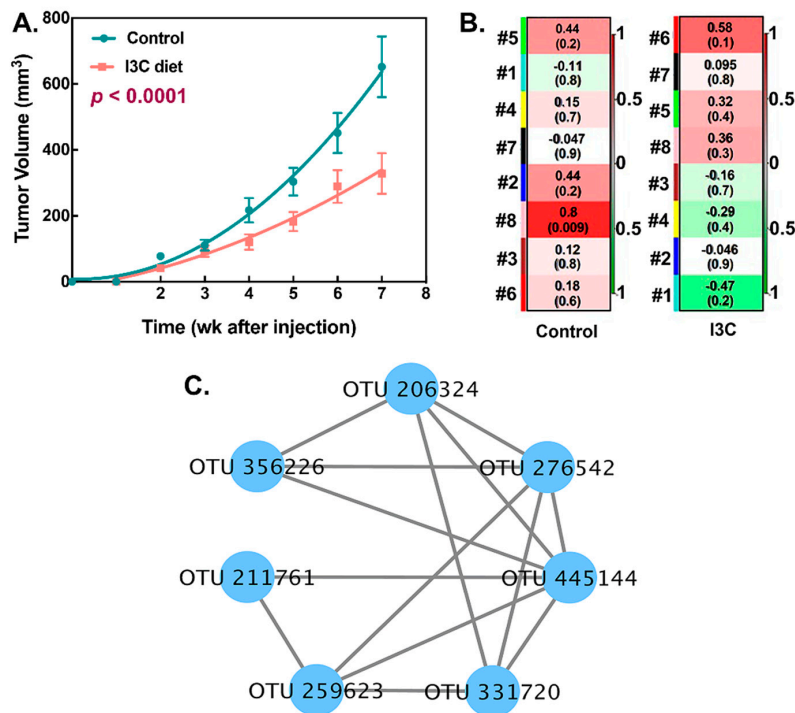 A.
Tumor Volume (mm³)
800
600
400
200
0
Control
I3C diet
p < 0.0001
0 1 2 3 4 5 6 7 8
Time (wk after injection)
B.
#5 0.44 (0.2)
#1 -0.11 (0.8)
#4 0.15 (0.7)
#7 -0.047 (0.9)
#2 0.44 (0.2)
#8 0.8 (0.009)
#3 0.12 (0.8)
#6 0.18 (0.6)
1
0.5
0
0.5
1
Control
#6 0.58 (0.1)
#7 0.095 (0.8)
#5 0.32 (0.4)
#8 0.36 (0.3)
#3 -0.16 (0.7)
#4 -0.29 (0.4)
#2 -0.046 (0.9)
#1 -0.47 (0.2)
1
0.5
0
0.5
1
I3C
C.
OTU 206324
OTU 356226
OTU 276542
OTU 211761
OTU 445144
OTU 259623
OTU 331720